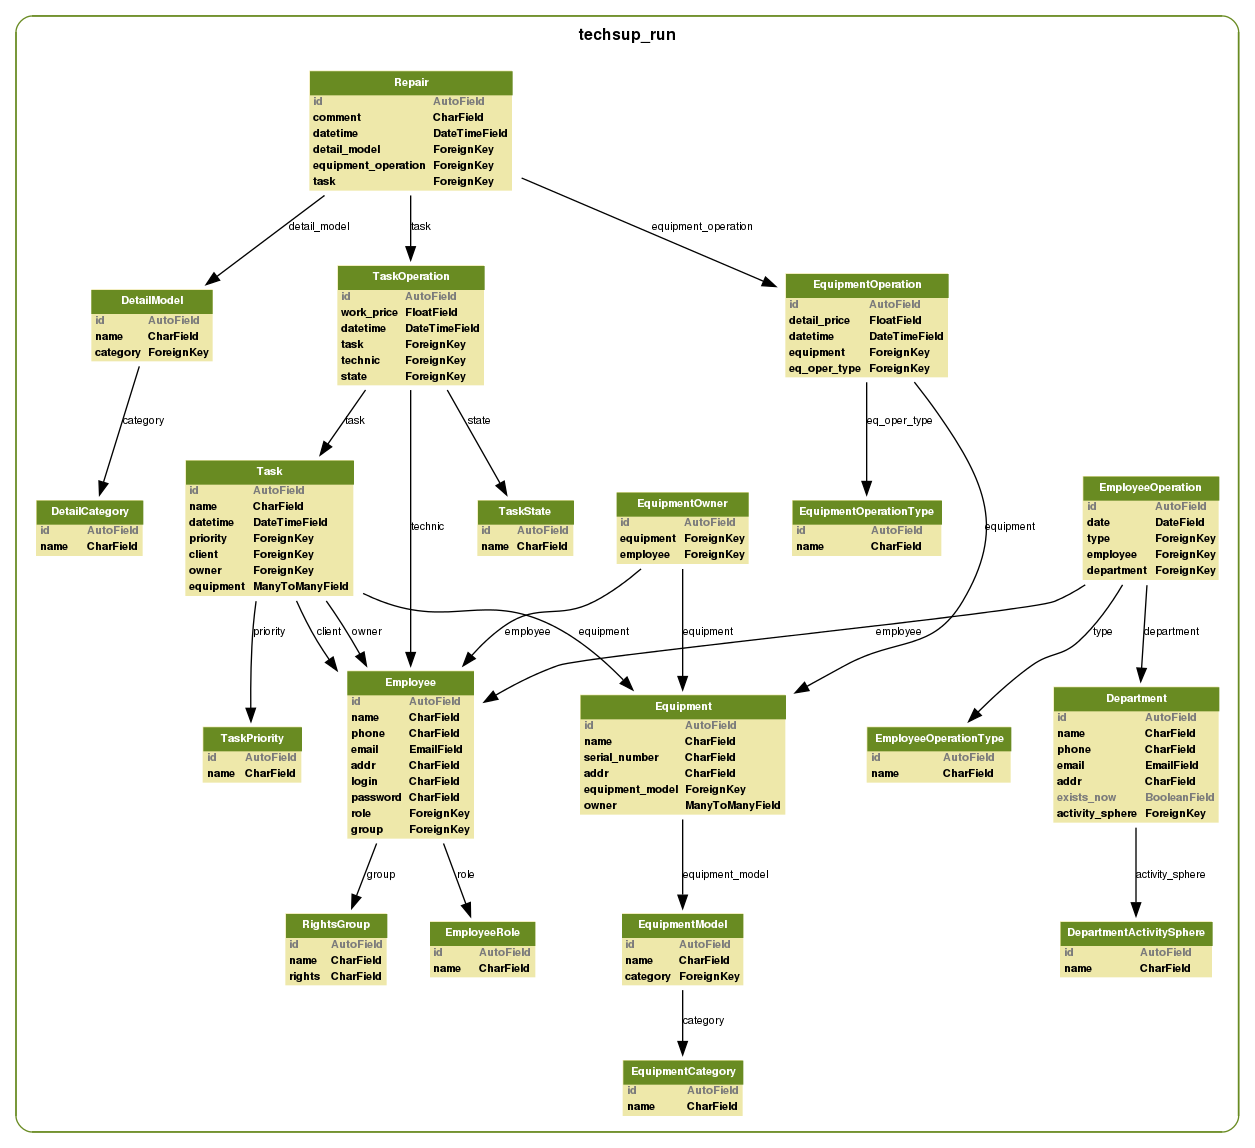 techsup_run
Repair
id AutoField
comment CharField
datetime DateTimeField
detail_model ForeignKey
equipment_operation ForeignKey
task ForeignKey
detail_model
task
equipment_operation
DetailModel
id AutoField
name CharField
category ForeignKey
TaskOperation
id AutoField
work_price FloatField
datetime DateTimeField
task ForeignKey
technic ForeignKey
state ForeignKey
EquipmentOperation
id AutoField
detail_price FloatField
datetime DateTimeField
equipment ForeignKey
eq_oper_type ForeignKey
category
task
state
eq_oper_type
DetailCategory
id AutoField
name CharField
Task
id AutoField
name CharField
datetime DateTimeField
priority ForeignKey
client ForeignKey
owner ForeignKey
equipment ManyToManyField
technic
TaskState
id AutoField
name CharField
EquipmentOwner
id AutoField
equipment ForeignKey
employee ForeignKey
EquipmentOperationType
id AutoField
name CharField
equipment
EmployeeOperation
id AutoField
date DateField
type ForeignKey
employee ForeignKey
department ForeignKey
priority
client
owner
employee
equipment
equipment
employee
type
department
TaskPriority
id AutoField
name CharField
Employee
id AutoField
name CharField
phone CharField
email EmailField
addr CharField
login CharField
password CharField
role ForeignKey
group ForeignKey
Equipment
id AutoField
name CharField
serial_number CharField
addr CharField
equipment_model ForeignKey
owner ManyToManyField
EmployeeOperationType
id AutoField
name CharField
Department
id AutoField
name CharField
phone CharField
email EmailField
addr CharField
exists_now BooleanField
activity_sphere ForeignKey
group
role
equipment_model
activity_sphere
RightsGroup
id AutoField
name CharField
rights CharField
EmployeeRole
id AutoField
name CharField
EquipmentModel
id AutoField
name CharField
category ForeignKey
DepartmentActivitySphere
id AutoField
name CharField
category
EquipmentCategory
id AutoField
name CharField